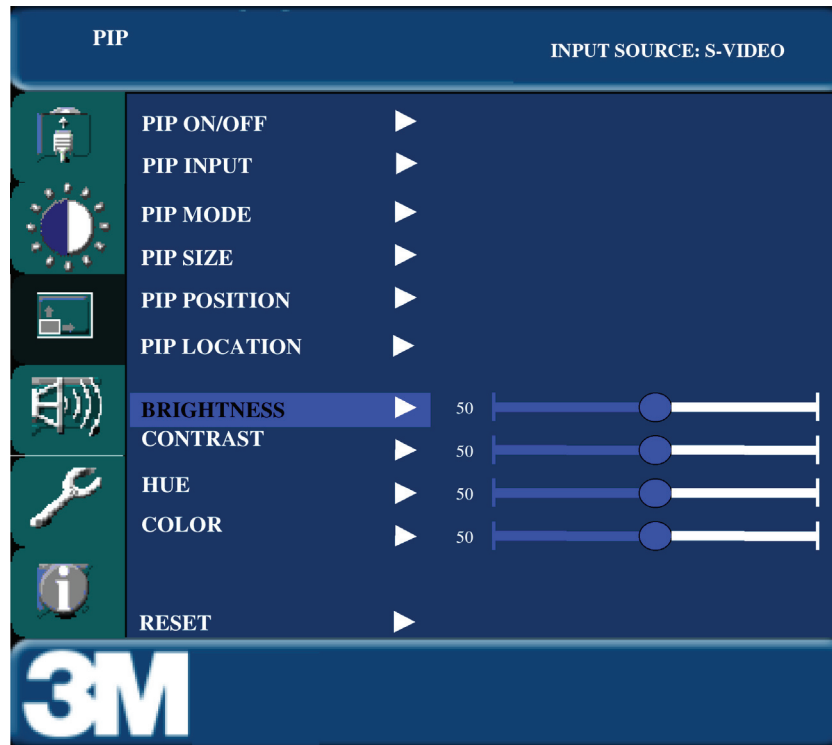 PIP
INPUT SOURCE: S-VIDEO
PIP ON/OFF
PIP INPUT
PIP MODE
PIP SIZE
PIP POSITION
PIP LOCATION
BRIGHTNESS 50
CONTRAST 50
HUE 50
COLOR 50
RESET
3M